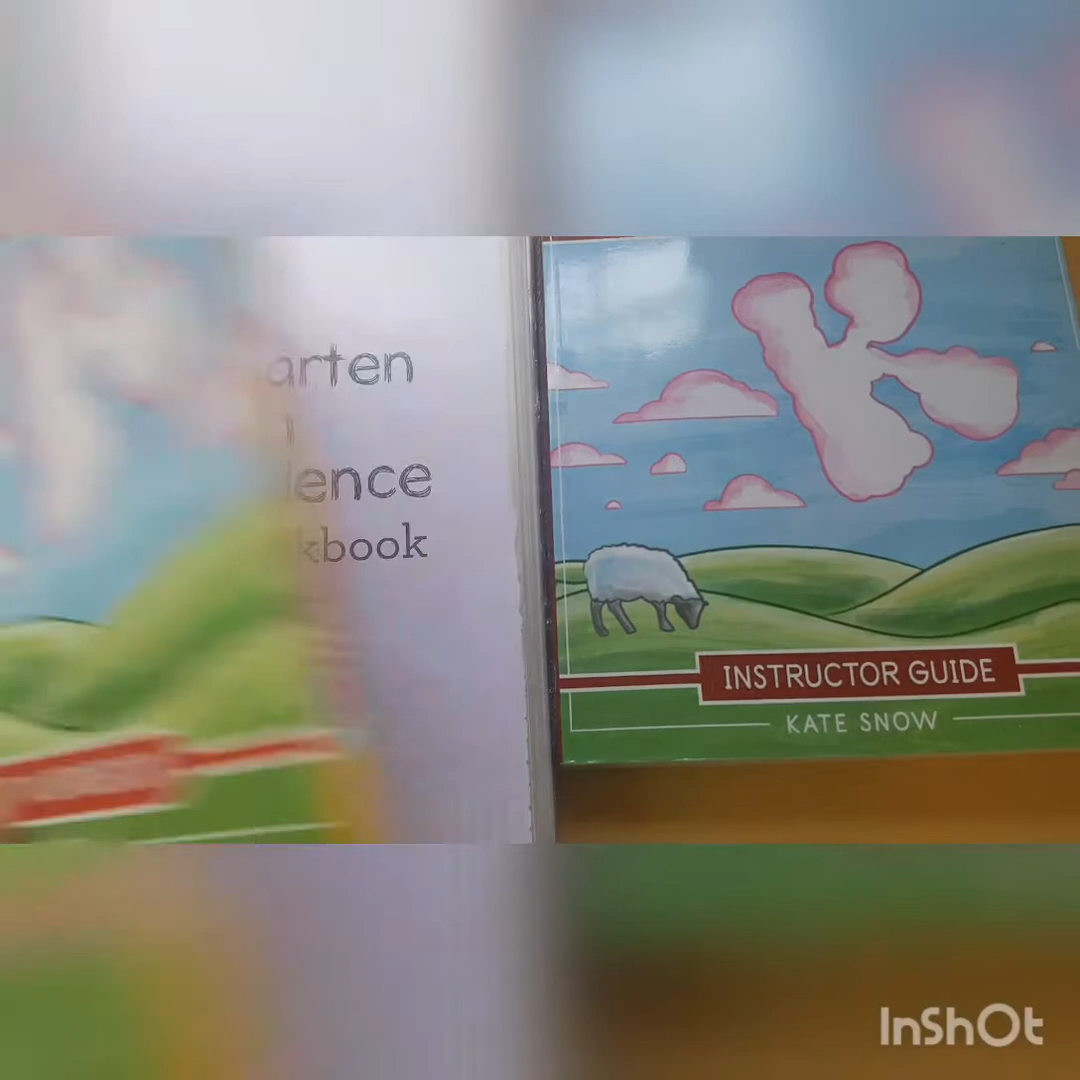 arten
ience
kbook
INSTRUCTOR GUIDE
KATE SNOW
InShOt